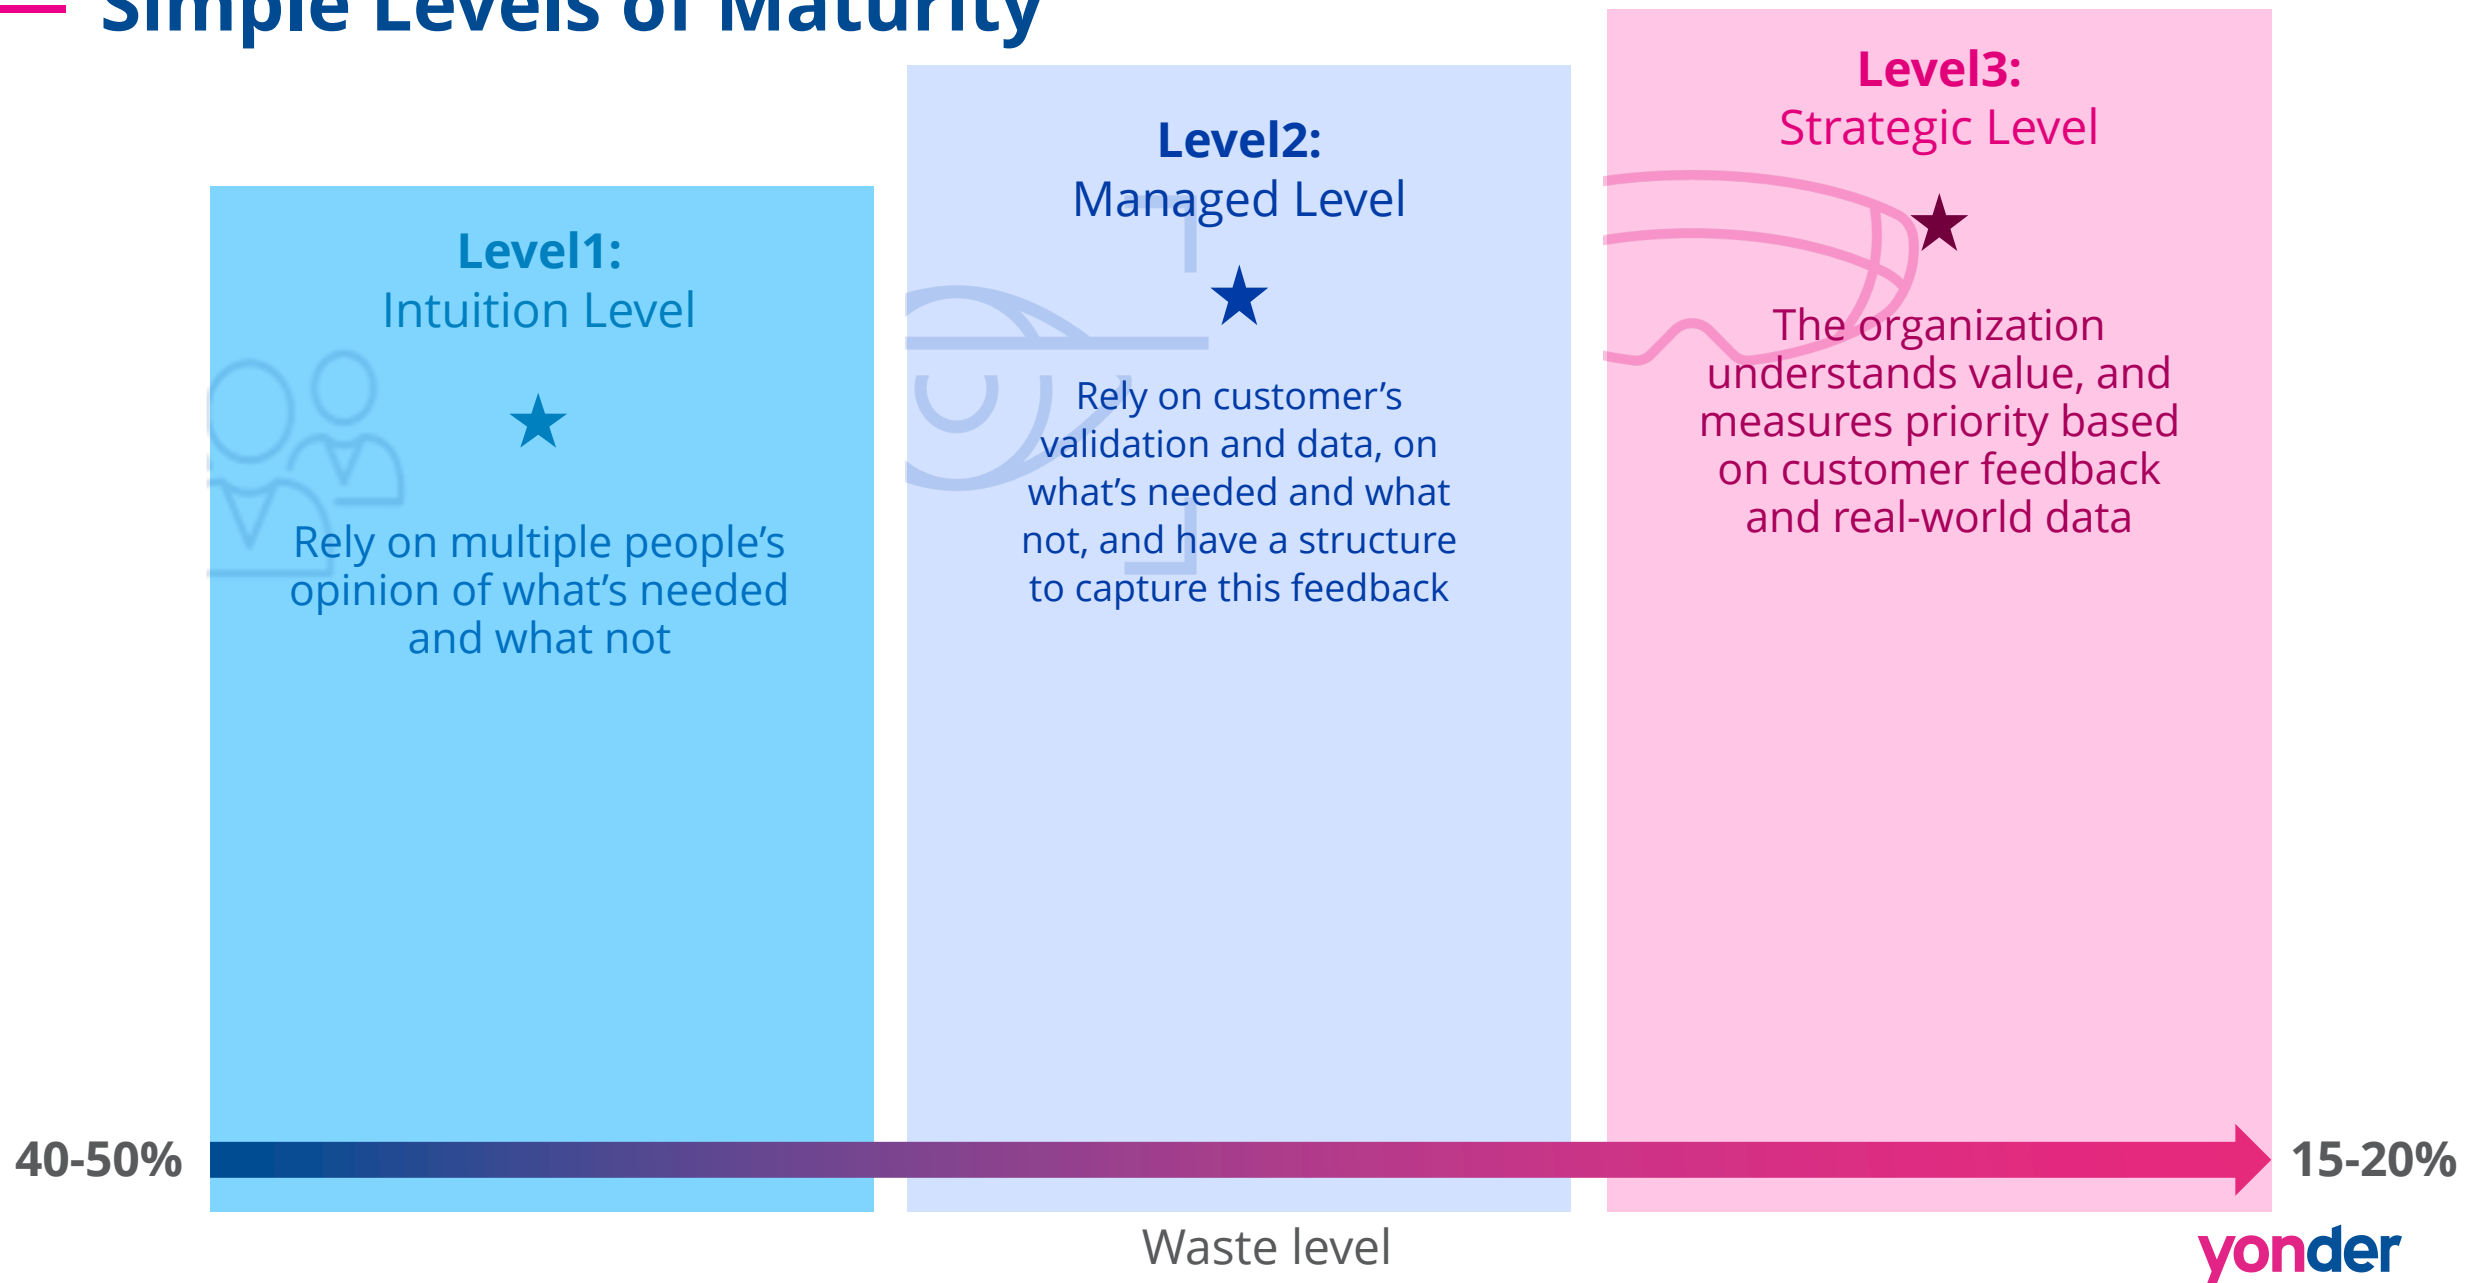 Simple Levels of Maturity
Level1:
Intuition Level
Rely on multiple people’s
opinion of what’s needed
and what not
Level2:
Managed Level
Rely on customer’s
validation and data, on
what’s needed and what
not, and have a structure
to capture this feedback
Level3:
Strategic Level
The organization
understands value, and
measures priority based
on customer feedback
and real-world data
40-50%
15-20%
Waste level
yonder